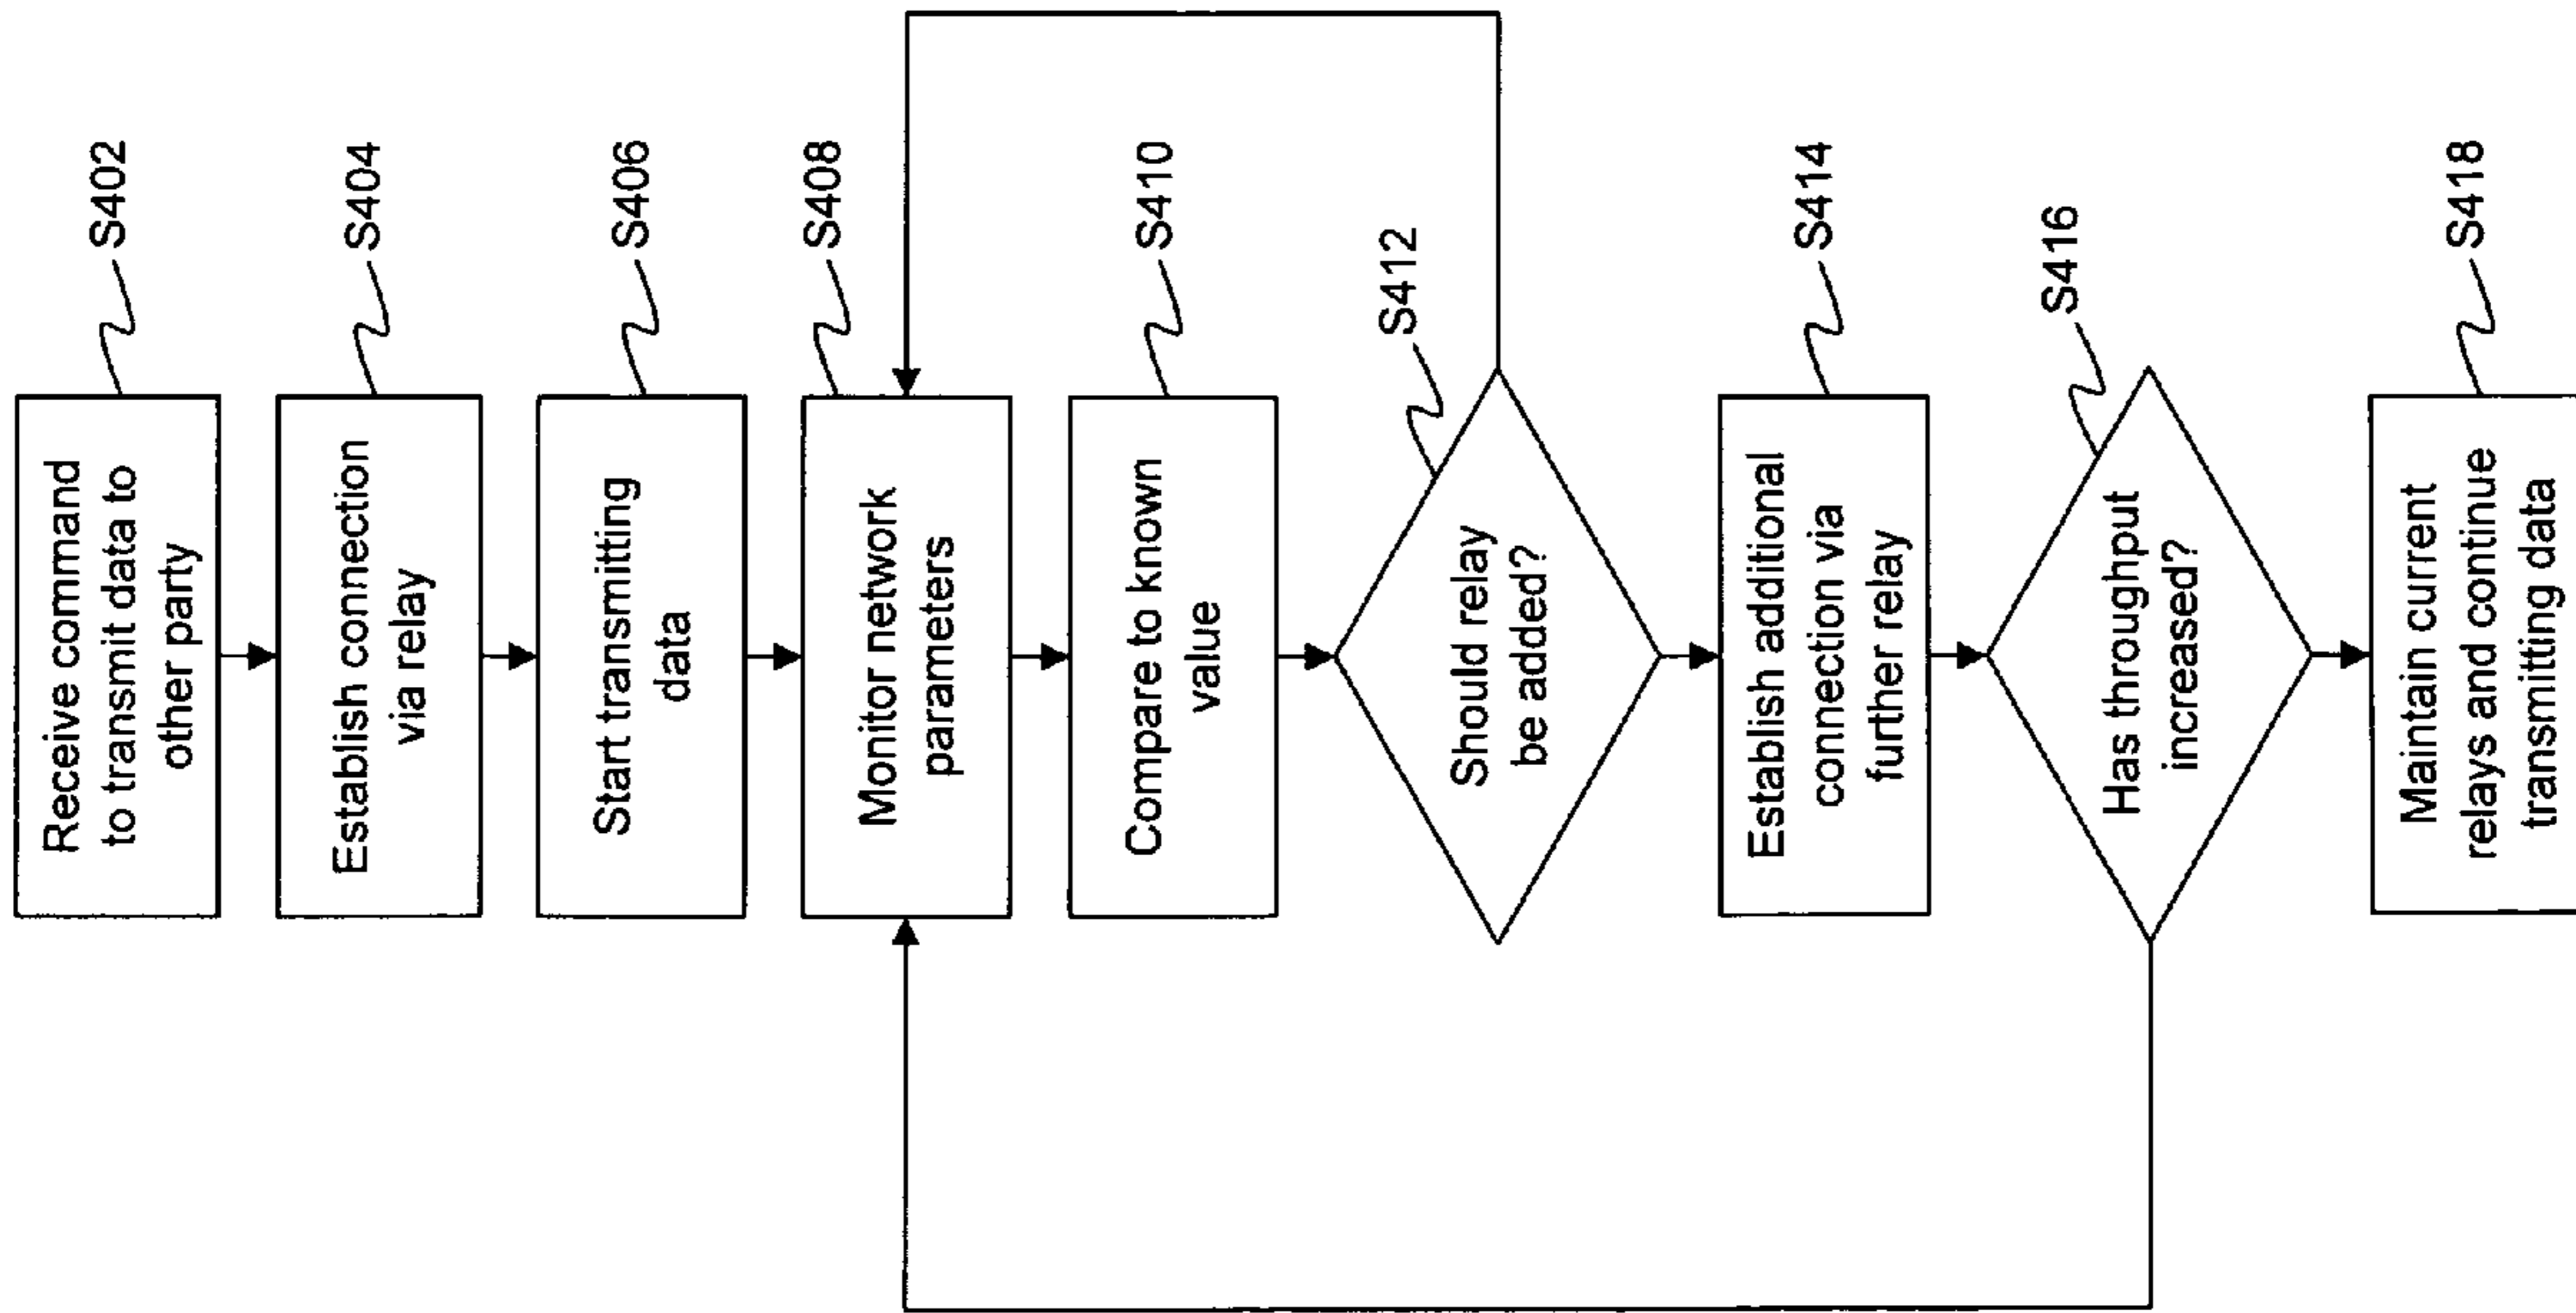 Receive command
to transmit data to
other party
S402
Establish connection
via relay
S404
Start transmitting
data
S406
Monitor network
parameters
S408
Compare to known
value
S410
Should relay
be added?
S412
Establish additional
connection via
further relay
S414
Has throughput
increased?
S416
Maintain current
relays and continue
transmitting data
S418